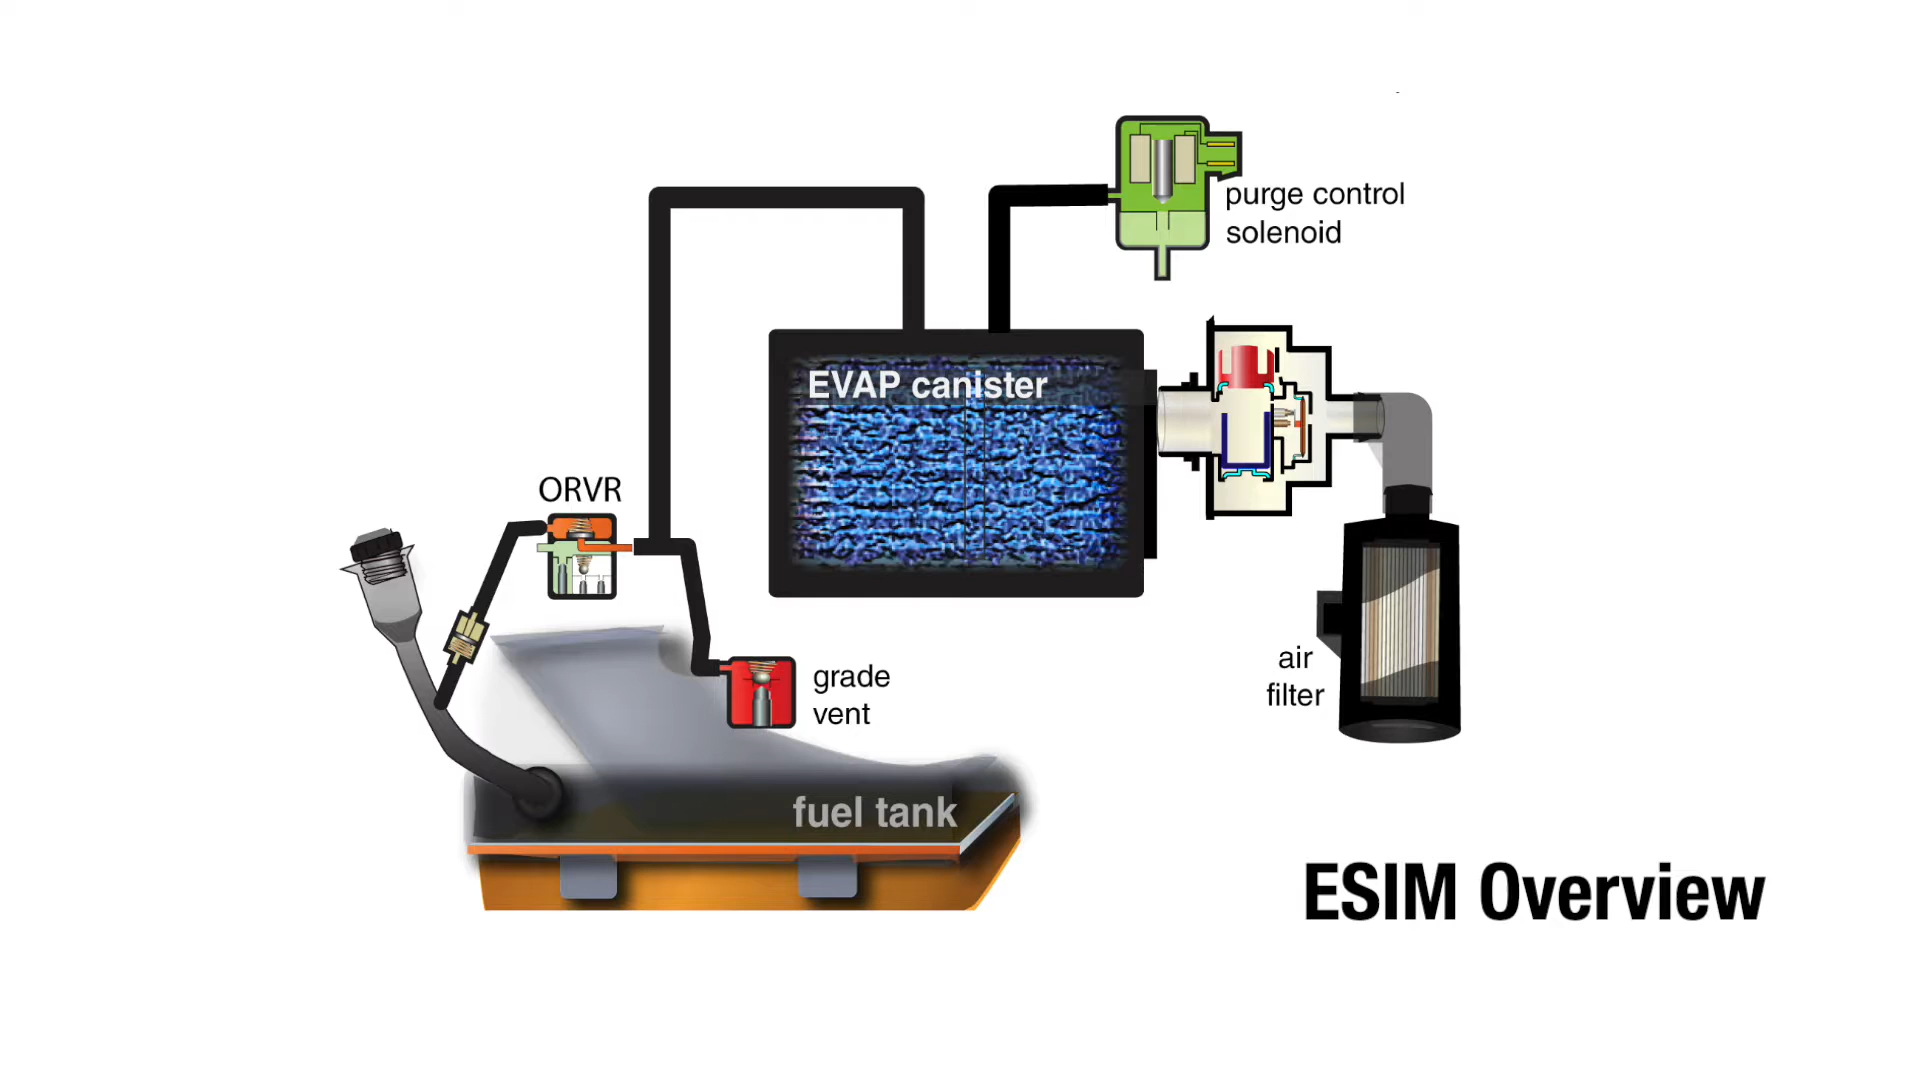 purge control
solenoid
EVAP canister
ORVR
grade
vent
air
filter
fuel tank
ESIM Overview